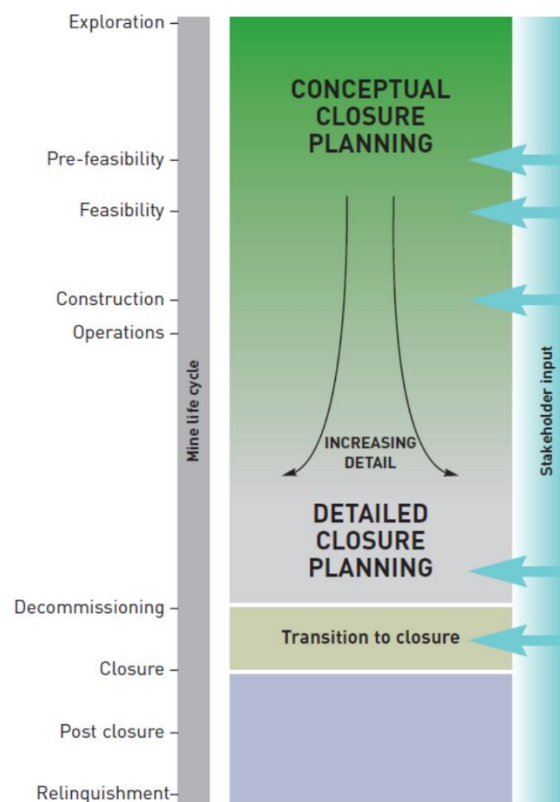 Exploration
Pre-feasibility
Feasibility
Construction
Operations
Decommissioning
Closure
Post closure
Relinquishment
Mine life cycle
CONCEPTUAL
CLOSURE
PLANNING
INCREASING
DETAIL
DETAILED
CLOSURE
PLANNING
Transition to closure
Stakeholder input